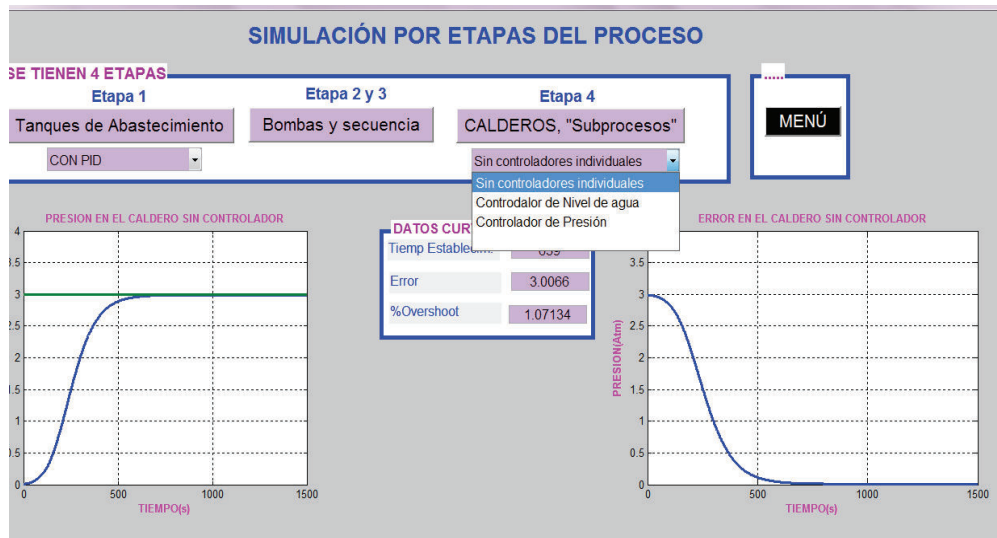 SIMULACIÓN POR ETAPAS DEL PROCESO
SE TIENEN 4 ETAPAS
Etapa 1
Etapa 2 y 3
Etapa 4
.....
Tanques de Abastecimiento
Bombas y secuencia
CALDEROS, "Subprocesos"
MENÚ
CON PID
Sin controladores individuales
Sin controladores individuales
Controdalor de Nivel de agua
Controlador de Presión
PRESION EN EL CALDERO SIN CONTROLADOR
4
3.5
3
2.5
2
1.5
1
0.5
0
0 500 1000 1500
TIEMPO(s)
DATOS CUR
Tiemp
Error 3.0066
%Overshoot 1.07134
ERROR EN EL CALDERO SIN CONTROLADOR
3.5
3
2.5
2
1.5
1
0.5
0
PRESION(Atm)
0 500 1000 1500
TIEMPO(s)